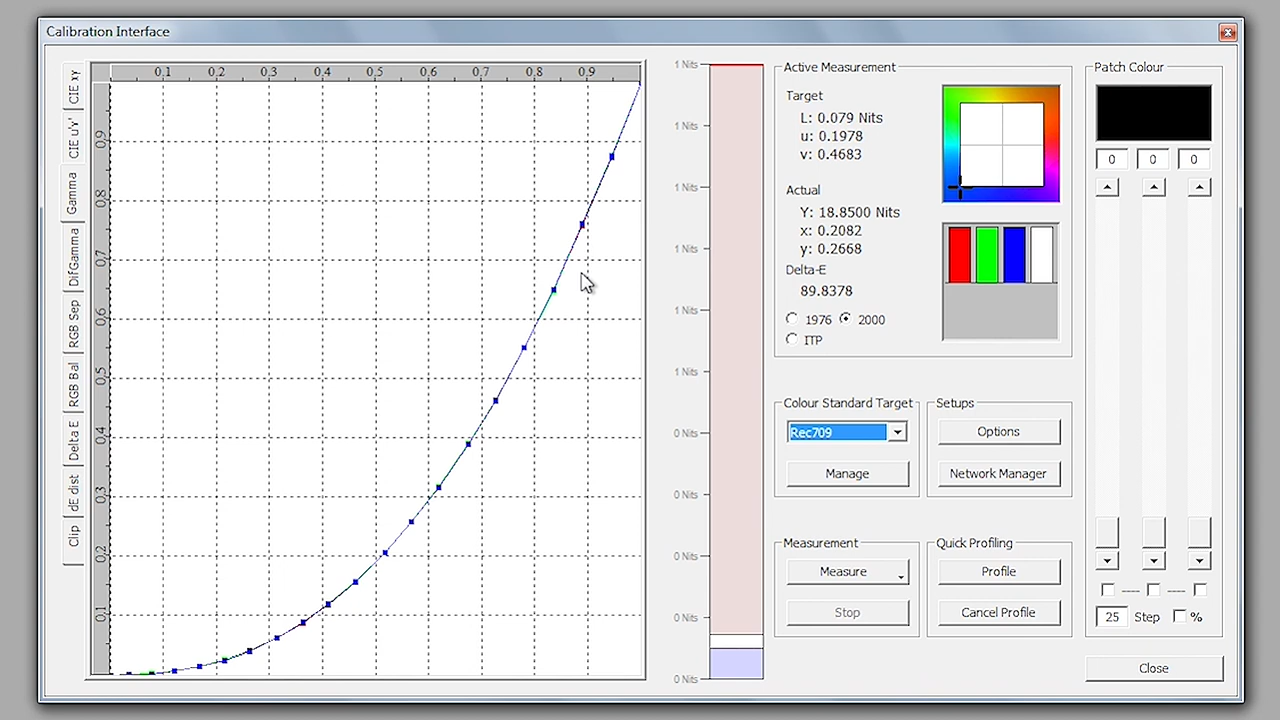 Calibration Interface
CIE xy
CIE u'v'
Gamma
DifGamma
RGB Sep
RGB Bal
Delta E
dE dist
Clip
0.1 0.2 0.3 0.4 0.5 0.6 0.7 0.8 0.9
0.9
0.8
0.7
0.6
0.5
0.4
0.3
0.2
0.1
1 Nits
1 Nits
1 Nits
1 Nits
1 Nits
1 Nits
0 Nits
0 Nits
0 Nits
0 Nits
0 Nits
Active Measurement
Target
L: 0.079 Nits
u: 0.1978
v: 0.4683
Actual
Y: 18.8500 Nits
x: 0.2082
y: 0.2668
Delta-E
89.8378
1976 2000
ITP
Colour Standard Target
Rec709
Manage
Setups
Options
Network Manager
Measurement
Measure
Stop
Quick Profiling
Profile
Cancel Profile
Patch Colour
0 0 0
25 Step %
Close